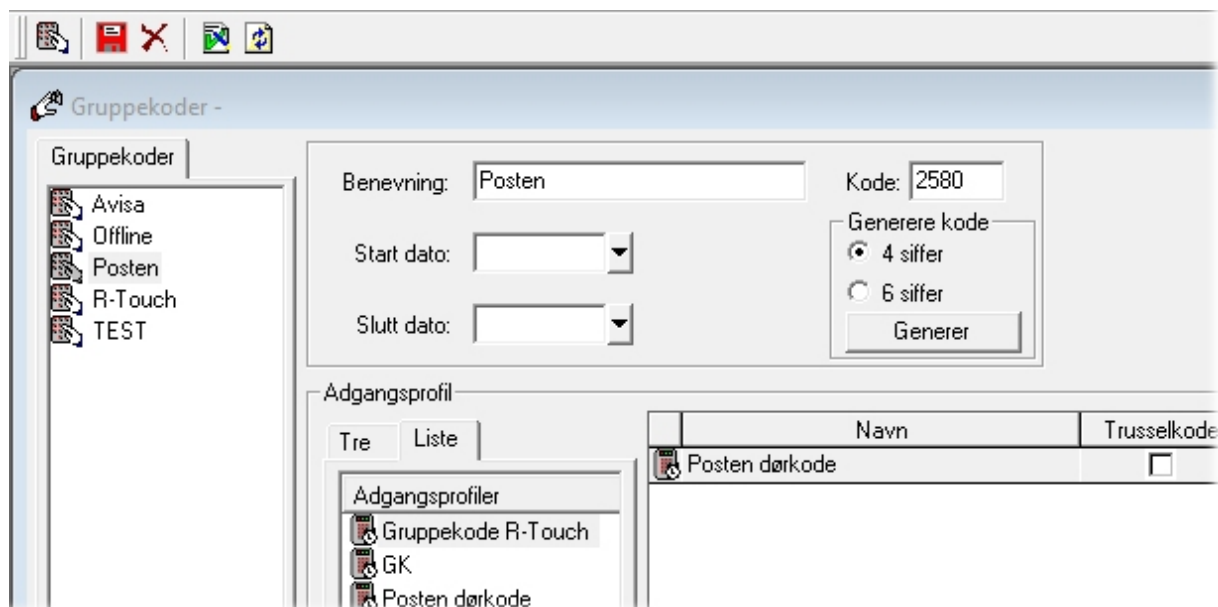 Gruppekoder -
Gruppekoder
Avisa
Offline
Posten
R-Touch
TEST
Benevning: Posten
Kode: 2580
Start dato:
Slutt dato:
Generere kode
4 siffer
6 siffer
Generer
Adgangsprofil
Tre Liste
Adgangsprofiler
Gruppekode R-Touch
GK
Posten dørkode
Navn Trusselkode
Posten dørkode